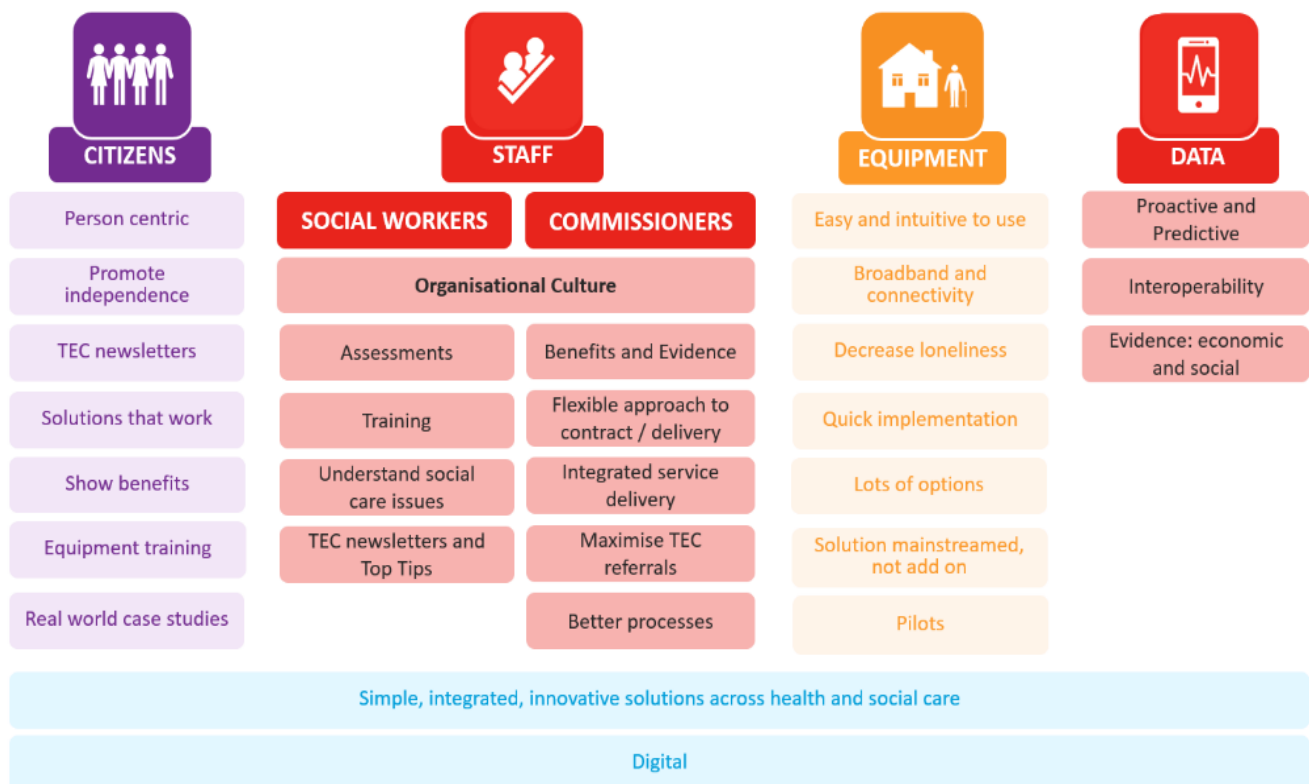 CITIZENS
Person centric
Promote
independence
TEC newsletters
Solutions that work
Show benefits
Equipment training
Real world case studies
STAFF
SOCIAL WORKERS
COMMISSIONERS
Organisational Culture
Assessments
Training
Understand social
care issues
TEC newsletters and
Top Tips
Benefits and Evidence
Flexible approach to
contract / delivery
Integrated service
delivery
Maximise TEC
referrals
Better processes
EQUIPMENT
Easy and intuitive to use
Broadband and
connectivity
Decrease loneliness
Quick implementation
Lots of options
Solution mainstreamed,
not add on
Pilots
DATA
Proactive and
Predictive
Interoperability
Evidence: economic
and social
Simple, integrated, innovative solutions across health and social care
Digital